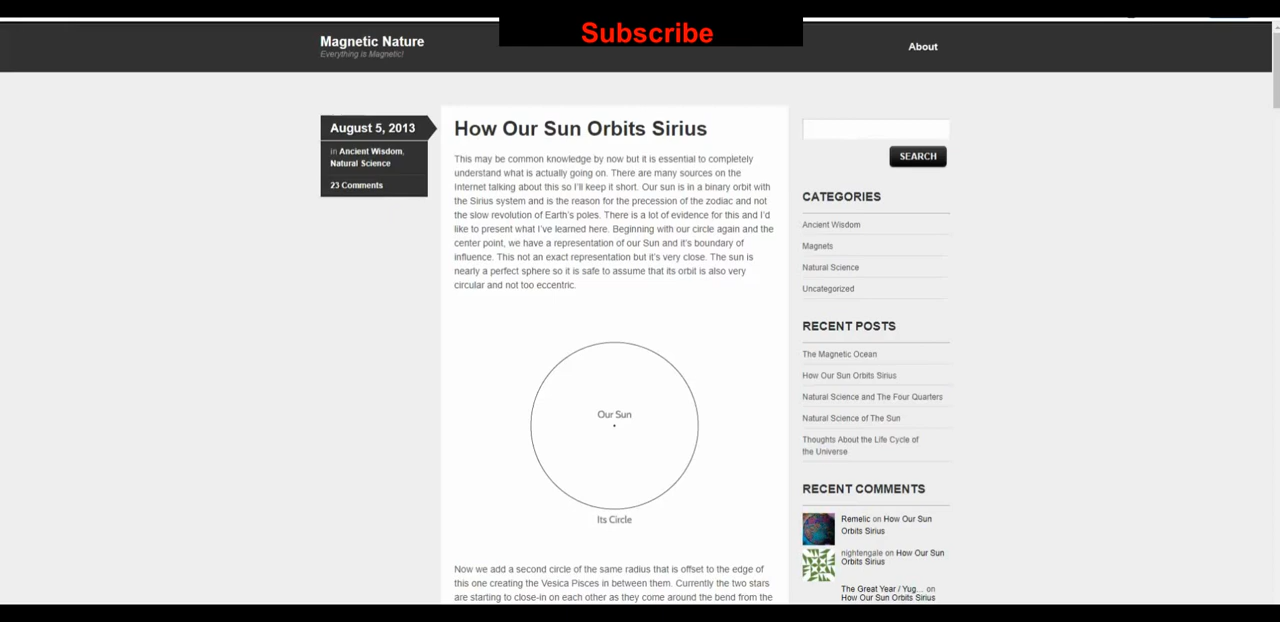 Subscribe
Magnetic Nature
Everything is Magnetic!
About
August 5, 2013
in Ancient Wisdom,
Natural Science
23 Comments
How Our Sun Orbits Sirius
This may be common knowledge by now but it is essential to completely
understand what is actually going on. There are many sources on the
Internet talking about this so I'll keep it short. Our sun is in a binary orbit with
the Sirius system and is the reason for the precession of the zodiac and not
the slow revolution of Earth's poles. There is a lot of evidence for this and I'd
like to present what I've learned here. Beginning with our circle again and the
center point, we have a representation of our Sun and it's boundary of
influence. This not an exact representation but it's very close. The sun is
nearly a perfect sphere so it is safe to assume that its orbit is also very
circular and not too eccentric.
Our Sun
Its Circle
Now we add a second circle of the same radius that is offset to the edge of
this one creating the Vesica Pisces in between them. Currently the two stars
are starting to close-in on each other as they come around the bend from the
SEARCH
CATEGORIES
Ancient Wisdom
Magnets
Natural Science
Uncategorized
RECENT POSTS
The Magnetic Ocean
How Our Sun Orbits Sirius
Natural Science and The Four Quarters
Natural Science of The Sun
Thoughts About the Life Cycle of
the Universe
RECENT COMMENTS
Remelic on How Our Sun
Orbits Sirius
nightengale on How Our Sun
Orbits Sirius
The Great Year / Yug... on
How Our Sun Orbits Sirius